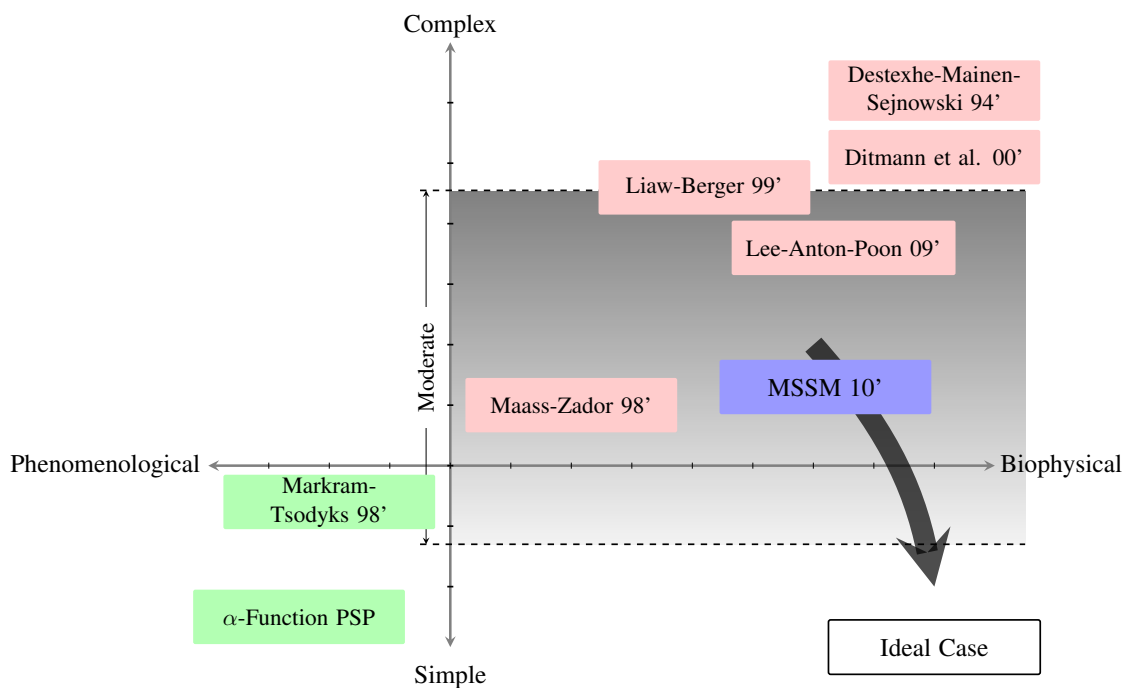 Complex
Destexhe-Mainen-
Sejnowski 94’
Ditmann et al. 00’
Liaw-Berger 99’
Lee-Anton-Poon 09’
Moderate
MSSM 10’
Maass-Zador 98’
Phenomenological
Biophysical
Markram-
Tsodyks 98’
α-Function PSP
Ideal Case
Simple